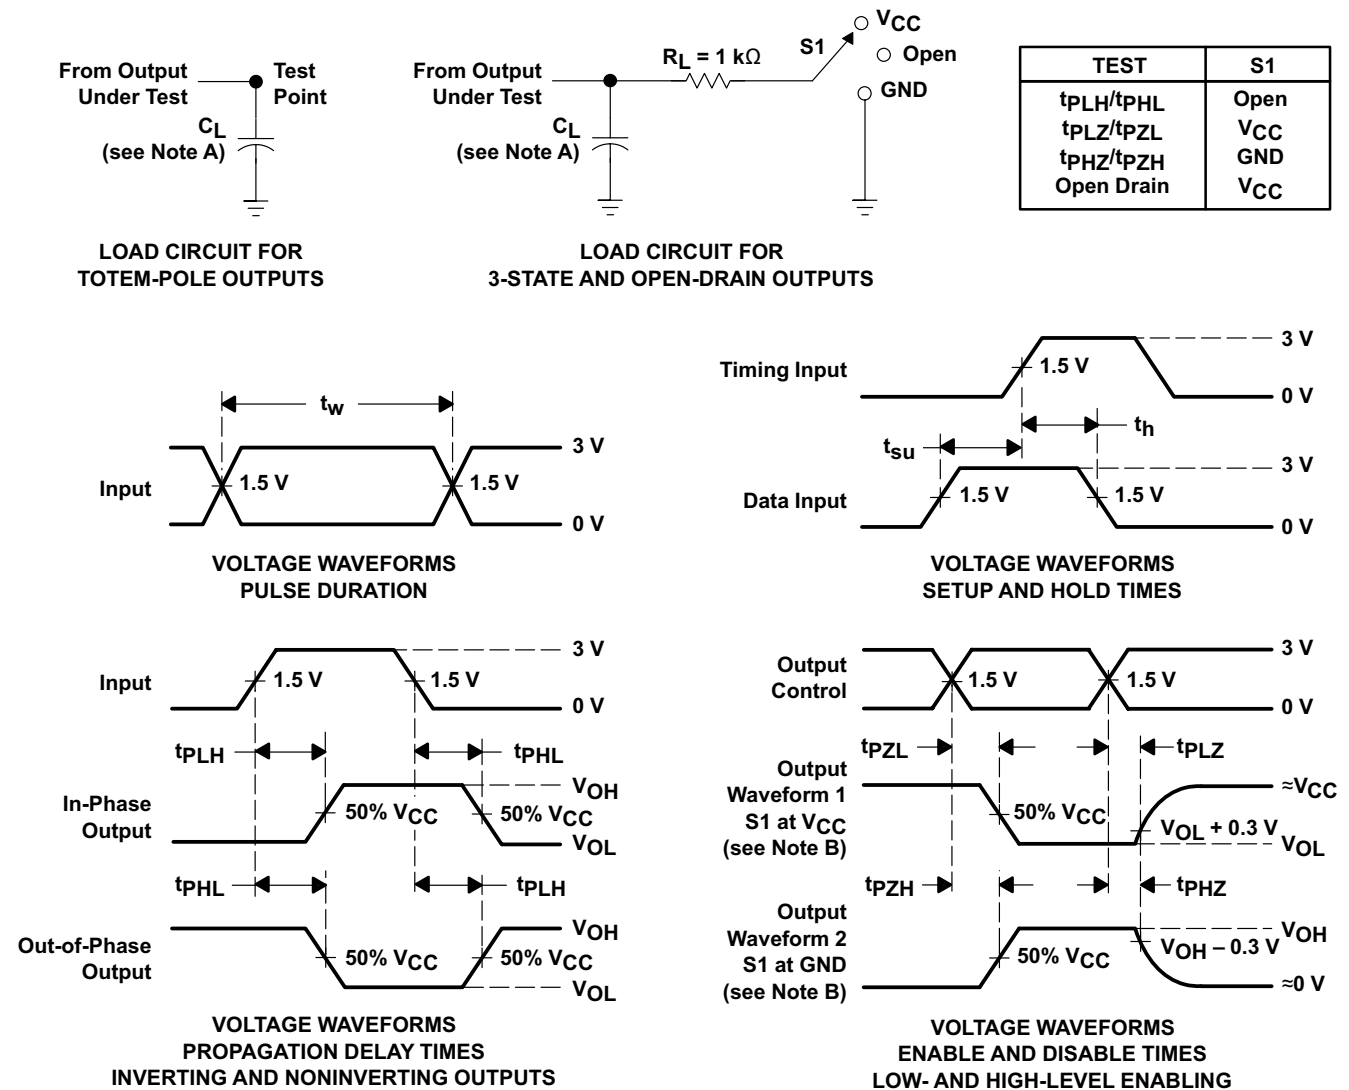 From Output
Under Test
Test
Point
CL
(see Note A)
LOAD CIRCUIT FOR
TOTEM-POLE OUTPUTS
From Output
Under Test
RL = 1 kΩ
S1
VCC
Open
GND
CL
(see Note A)
LOAD CIRCUIT FOR
3-STATE AND OPEN-DRAIN OUTPUTS
TEST S1
tPLH/tPHL Open
tPLZ/tPZL VCC
tPHZ/tPZH GND
Open Drain VCC
tw
Input
1.5 V
1.5 V
3 V
0 V
VOLTAGE WAVEFORMS
PULSE DURATION
Timing Input
1.5 V
3 V
0 V
th
tsu
Data Input
1.5 V
1.5 V
3 V
0 V
VOLTAGE WAVEFORMS
SETUP AND HOLD TIMES
Input
1.5 V
1.5 V
3 V
0 V
tPLH
tPHL
In-Phase
Output
50% VCC
50% VCC
VOH
VOL
tPHL
tPLH
Out-of-Phase
Output
50% VCC
50% VCC
VOH
VOL
VOLTAGE WAVEFORMS
PROPAGATION DELAY TIMES
INVERTING AND NONINVERTING OUTPUTS
Output
Control
1.5 V
1.5 V
3 V
0 V
tPZL
tPLZ
Output
Waveform 1
S1 at VCC
(see Note B)
50% VCC
VOL + 0.3 V
≈VCC
VOL
tPZH
tPHZ
Output
Waveform 2
S1 at GND
(see Note B)
50% VCC
VOH − 0.3 V
VOH
≈0 V
VOLTAGE WAVEFORMS
ENABLE AND DISABLE TIMES
LOW- AND HIGH-LEVEL ENABLING